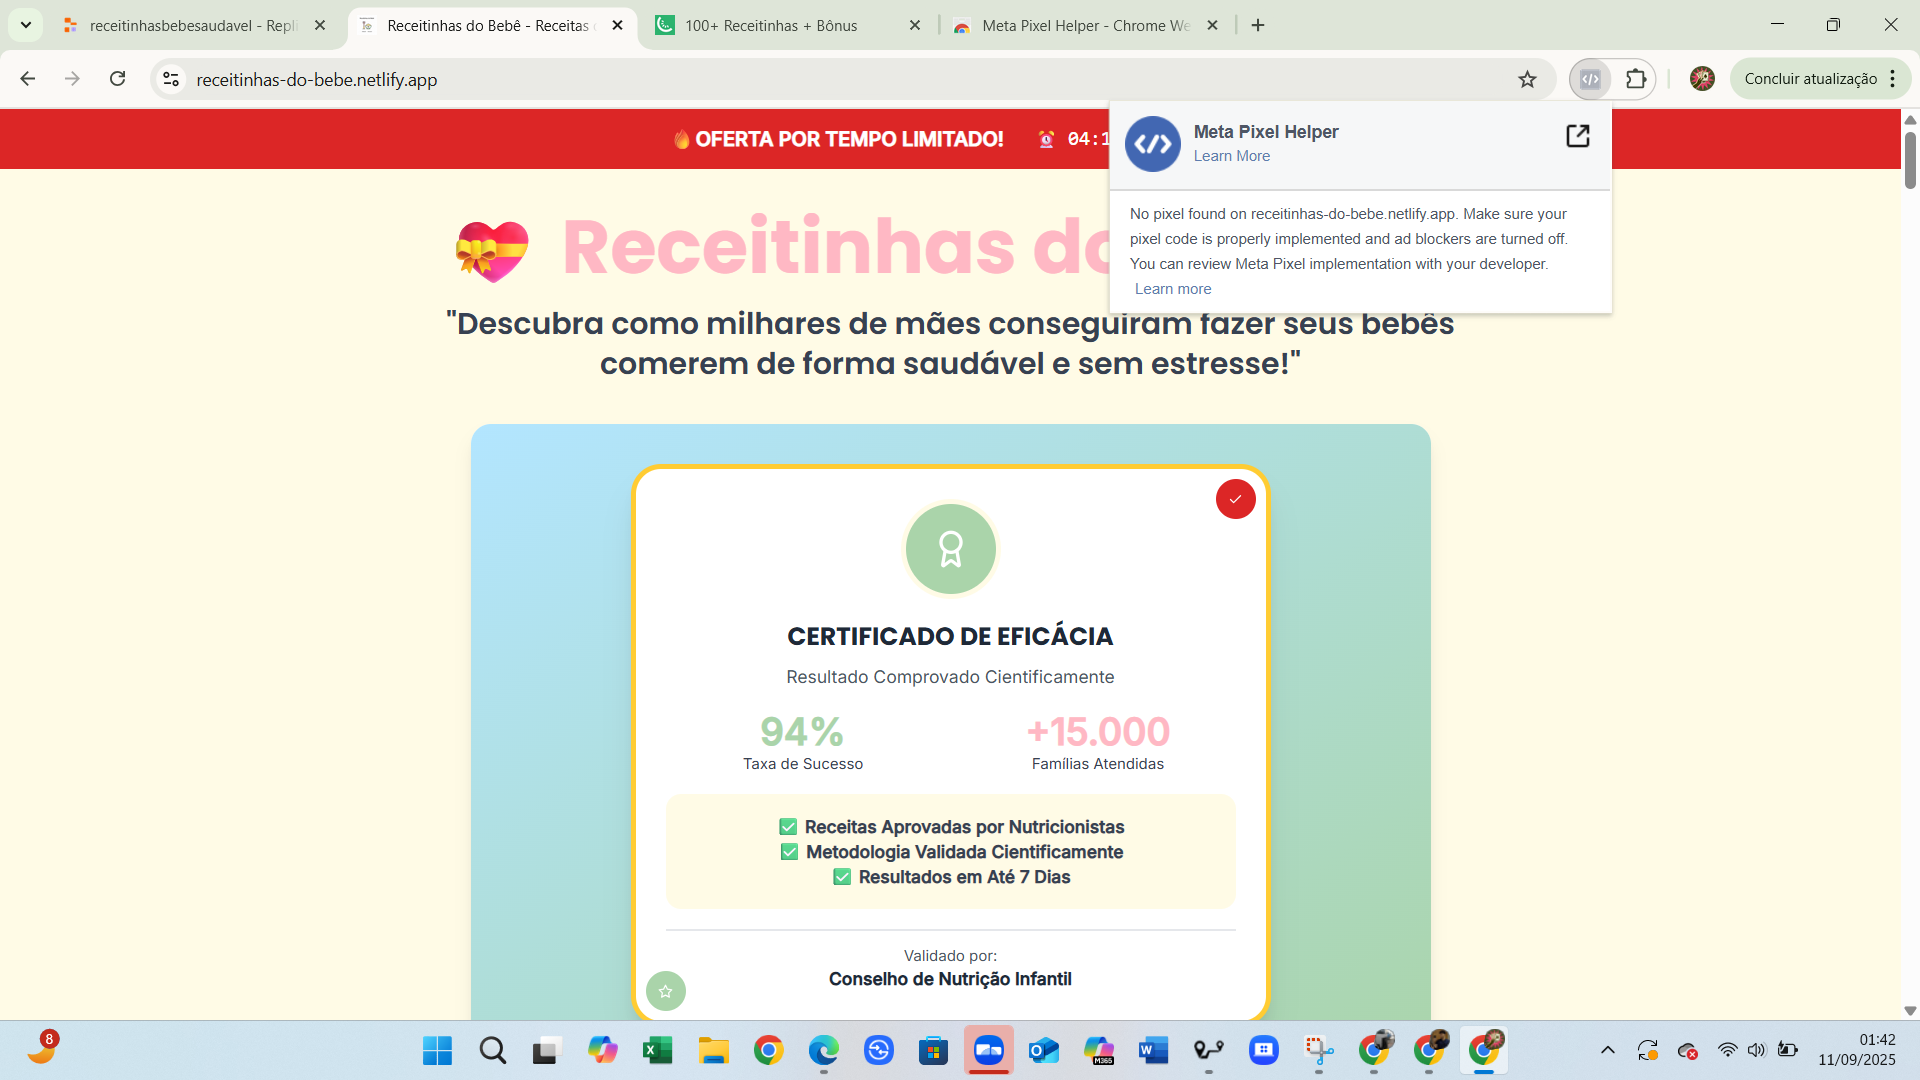 receitinhasbebesaudavel - Repli
Receitinhas do Bebê - Receitas
100+ Receitinhas + Bônus
Meta Pixel Helper - Chrome We
receitinhas-do-bebe.netlify.app
Concluir atualização
🔥 OFERTA POR TEMPO LIMITADO!
⏰ 04:1
Meta Pixel Helper
Learn More
No pixel found on receitinhas-do-bebe.netlify.app. Make sure your
pixel code is properly implemented and ad blockers are turned off.
You can review Meta Pixel implementation with your developer.
Learn more
💝 Receitinhas do
"Descubra como milhares de mães conseguiram fazer seus bebês
comerem de forma saudável e sem estresse!"
CERTIFICADO DE EFICÁCIA
Resultado Comprovado Cientificamente
94%
Taxa de Sucesso
+15.000
Famílias Atendidas
✅ Receitas Aprovadas por Nutricionistas
✅ Metodologia Validada Cientificamente
✅ Resultados em Até 7 Dias
Validado por:
Conselho de Nutrição Infantil
8
M365
01:42
11/09/2025